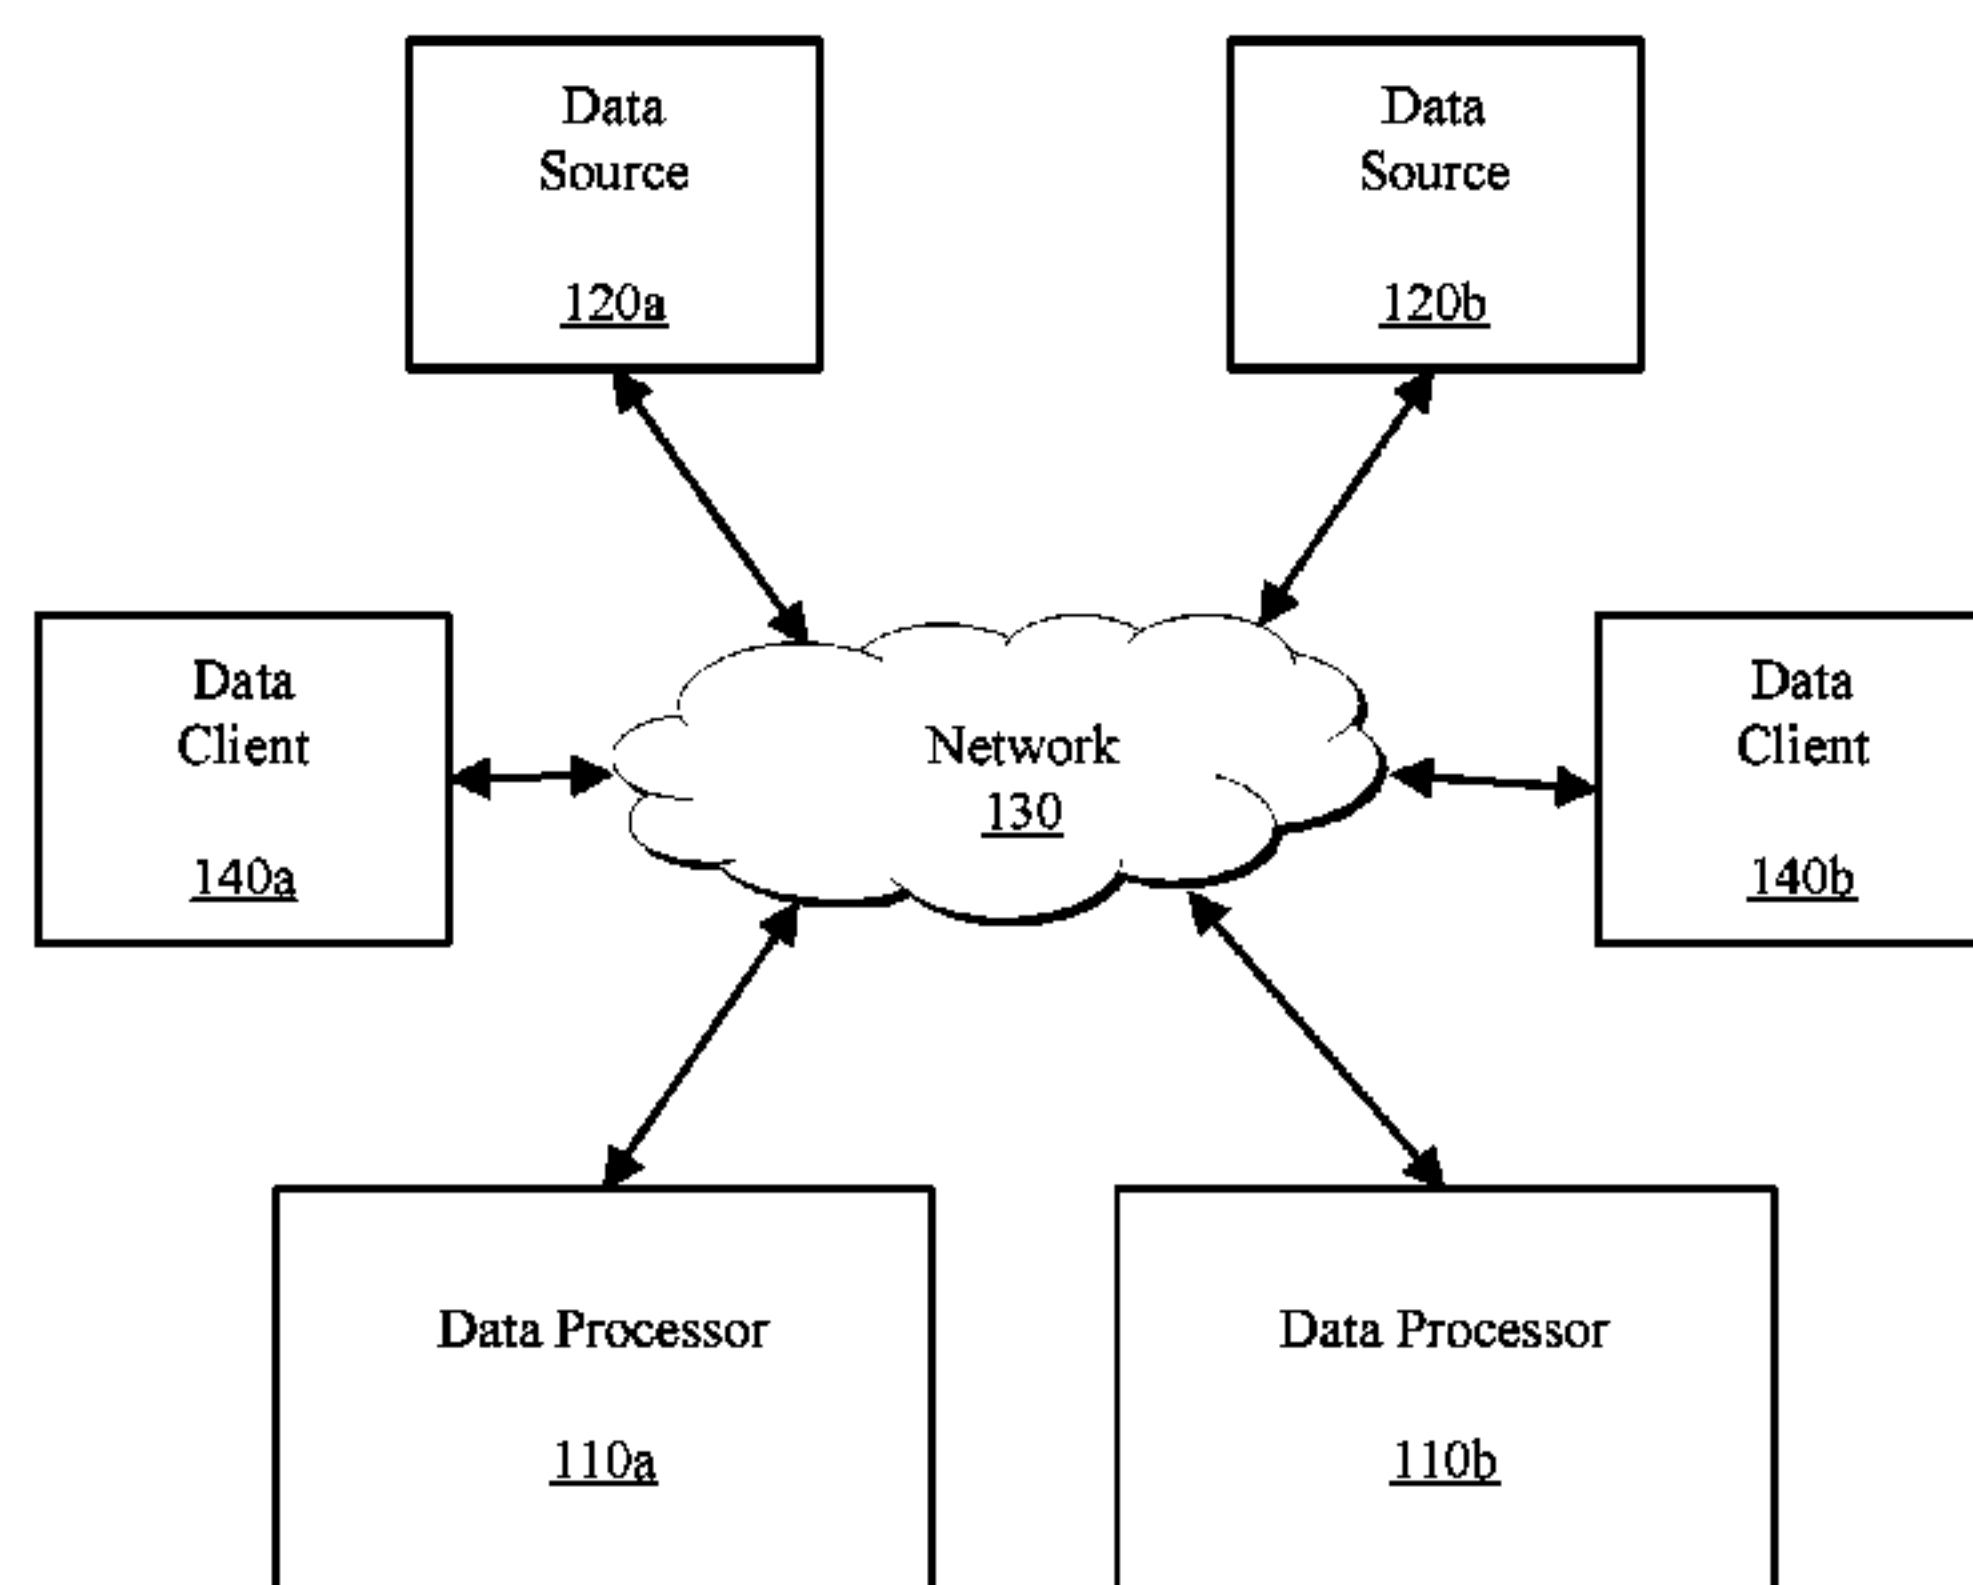 Data
Source
120a
Data
Source
120b
Data
Client
140a
Network
130
Data
Client
140b
Data Processor
110a
Data Processor
110b